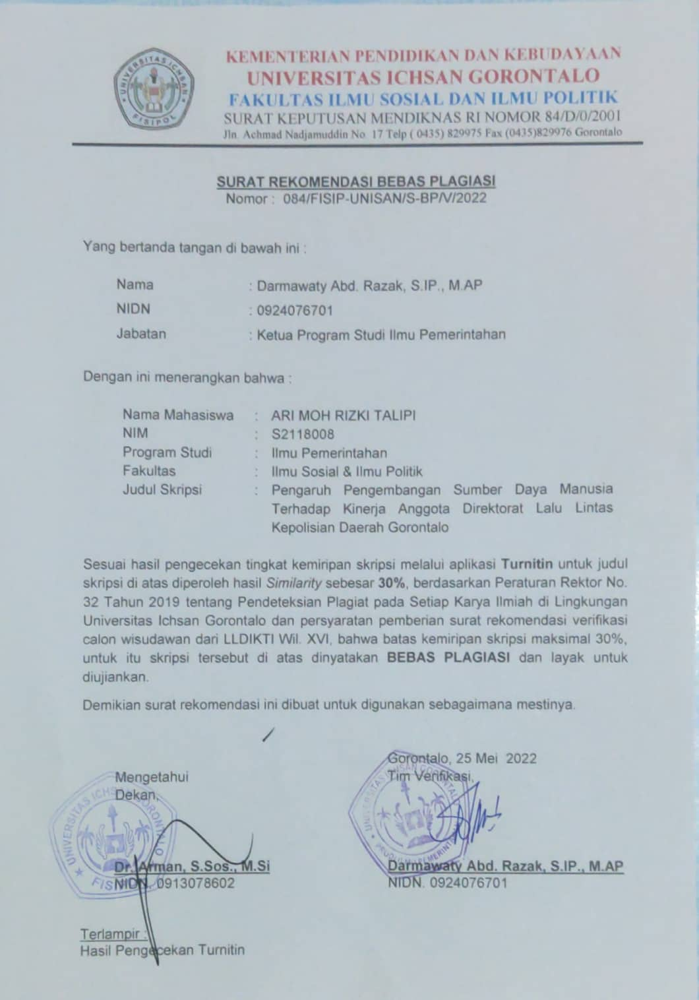 UNIVERSITAS ICHSAN
FISIPOL
KEMENTERIAN PENDIDIKAN DAN KEBUDAYAAN
UNIVERSITAS ICHSAN GORONTALO
FAKULTAS ILMU SOSIAL DAN ILMU POLITIK
SURAT KEPUTUSAN MENDIKNAS RI NOMOR 84/D/0/2001
Jln. Achmad Nadjamuddin No. 17 Telp ( 0435) 829975 Fax (0435)829976 Gorontalo
SURAT REKOMENDASI BEBAS PLAGIASI
Nomor : 084/FISIP-UNISAN/S-BP/V/2022
Yang bertanda tangan di bawah ini :
Nama : Darmawaty Abd. Razak, S.IP., M.AP
NIDN : 0924076701
Jabatan : Ketua Program Studi Ilmu Pemerintahan
Dengan ini menerangkan bahwa :
Nama Mahasiswa : ARI MOH RIZKI TALIPI
NIM : S2118008
Program Studi : Ilmu Pemerintahan
Fakultas : Ilmu Sosial & Ilmu Politik
Judul Skripsi : Pengaruh Pengembangan Sumber Daya Manusia
Terhadap Kinerja Anggota Direktorat Lalu Lintas
Kepolisian Daerah Gorontalo
Sesuai hasil pengecekan tingkat kemiripan skripsi melalui aplikasi Turnitin untuk judul
skripsi di atas diperoleh hasil Similarity sebesar 30%, berdasarkan Peraturan Rektor No.
32 Tahun 2019 tentang Pendeteksian Plagiat pada Setiap Karya Ilmiah di Lingkungan
Universitas Ichsan Gorontalo dan persyaratan pemberian surat rekomendasi verifikasi
calon wisudawan dari LLDIKTI Wil. XVI, bahwa batas kemiripan skripsi maksimal 30%,
untuk itu skripsi tersebut di atas dinyatakan BEBAS PLAGIASI dan layak untuk
diujiankan.
Demikian surat rekomendasi ini dibuat untuk digunakan sebagaimana mestinya.
Gorontalo, 25 Mei 2022
Tim Verifikasi,
Mengetahui
Dekan,
UNIVERSITAS ICHSAN GORONTALO
UNIVERSITAS ICHSAN GORONTALO
Dr. Arman, S.Sos., M.Si
NIDN. 0913078602
Darmawaty Abd. Razak, S.IP., M.AP
NIDN. 0924076701
Terlampir :
Hasil Pengecekan Turnitin